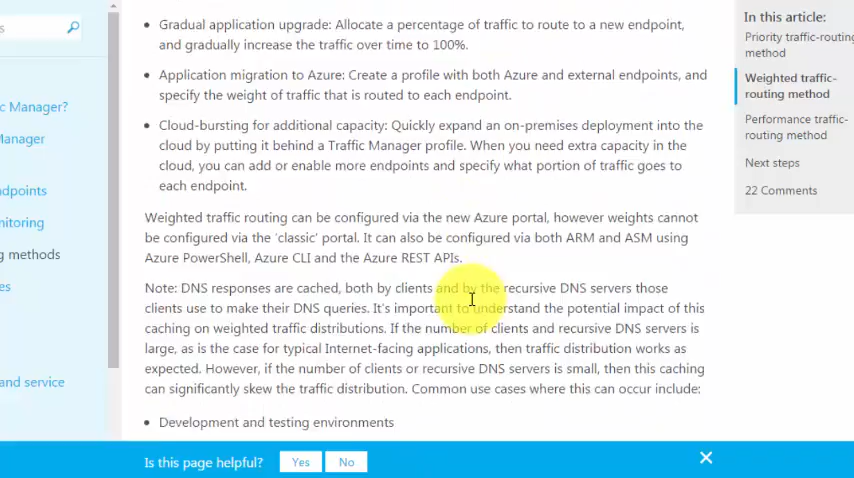 s
c Manager?
Manager
dpoints
nitoring
g methods
es
and service
• Gradual application upgrade: Allocate a percentage of traffic to route to a new endpoint,
and gradually increase the traffic over time to 100%.
• Application migration to Azure: Create a profile with both Azure and external endpoints, and
specify the weight of traffic that is routed to each endpoint.
• Cloud-bursting for additional capacity: Quickly expand an on-premises deployment into the
cloud by putting it behind a Traffic Manager profile. When you need extra capacity in the
cloud, you can add or enable more endpoints and specify what portion of traffic goes to
each endpoint.
Weighted traffic routing can be configured via the new Azure portal, however weights cannot
be configured via the 'classic' portal. It can also be configured via both ARM and ASM using
Azure PowerShell, Azure CLI and the Azure REST APIs.
Note: DNS responses are cached, both by clients and by the recursive DNS servers those
clients use to make their DNS queries. It's important to understand the potential impact of this
caching on weighted traffic distributions. If the number of clients and recursive DNS servers is
large, as is the case for typical Internet-facing applications, then traffic distribution works as
expected. However, if the number of clients or recursive DNS servers is small, then this caching
can significantly skew the traffic distribution. Common use cases where this can occur include:
• Development and testing environments
In this article:
Priority traffic-routing
method
Weighted traffic-
routing method
Performance traffic-
routing method
Next steps
22 Comments
Is this page helpful? Yes No